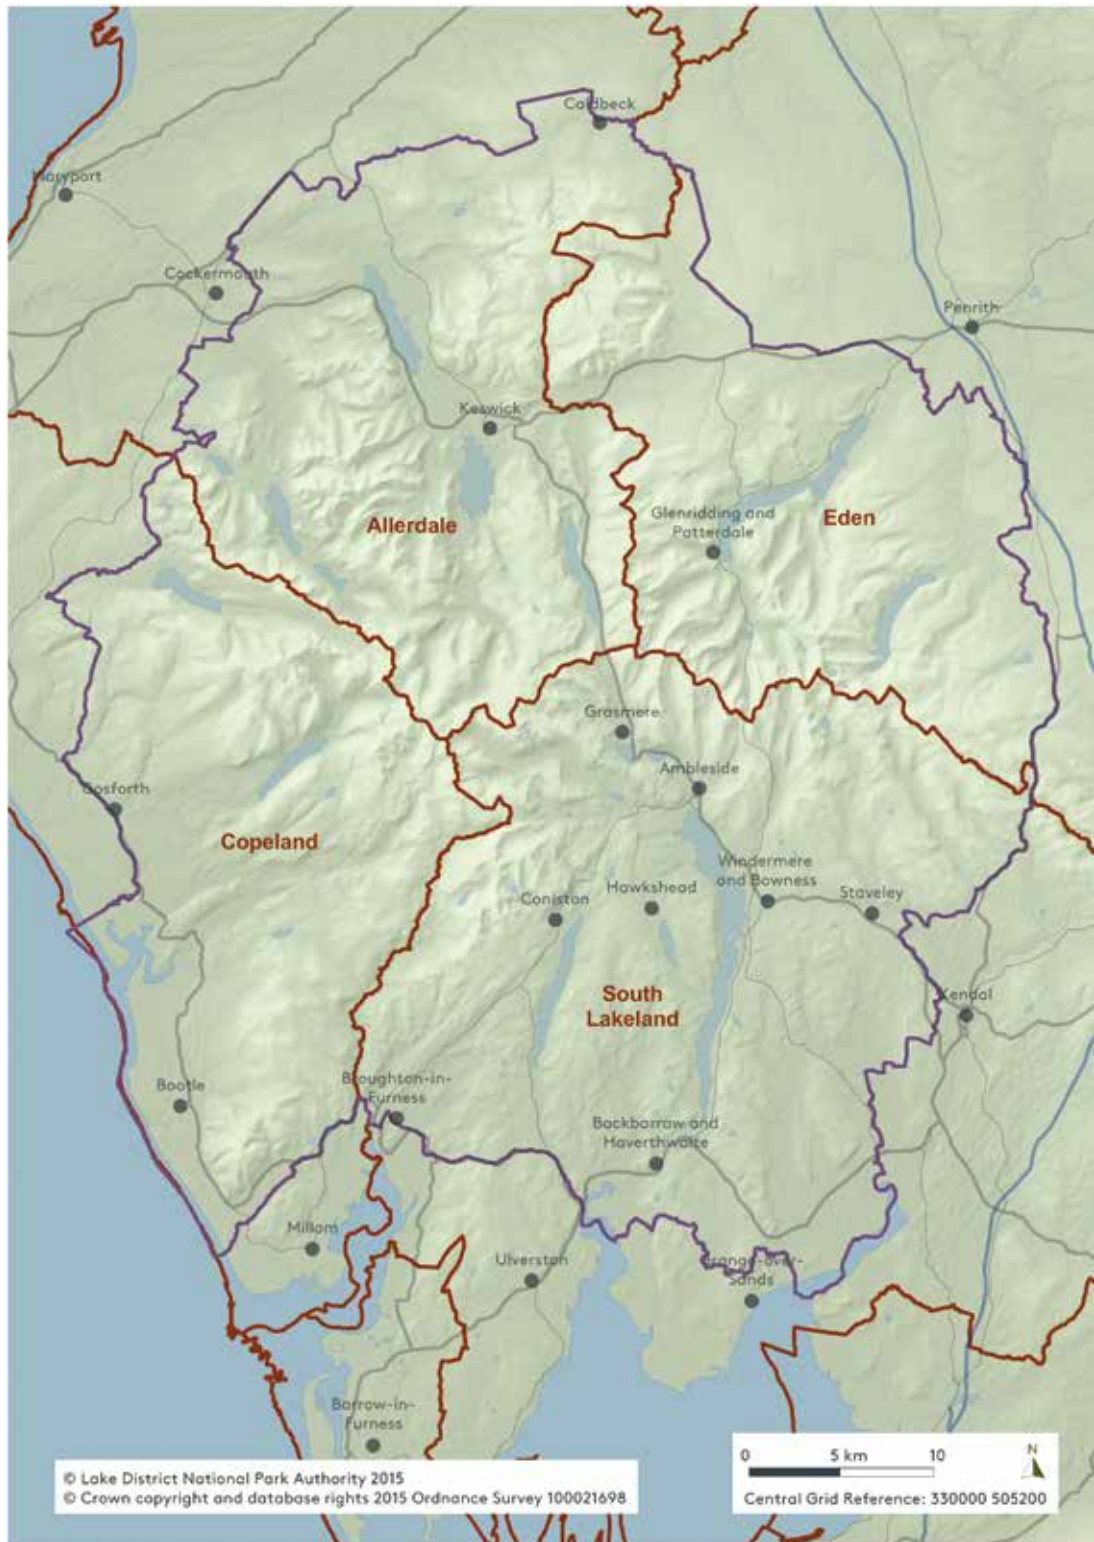 Caldbeck
Maryport
Cockermouth
Penrith
Keswick
Glenridding and
Patterdale
Allerdale
Eden
Grasmere
Ambleside
Gosforth
Copeland
Windermere
and Bowness
Hawkshead
Staveley
Coniston
South
Lakeland
Kendal
Bootle
Broughton-in-
Furness
Backbarrow and
Haverthwaite
Millom
Ulverston
Grange-over-
Sands
Barrow-in-
Furness
0 5 km 10
N
Central Grid Reference: 330000 505200
© Lake District National Park Authority 2015
© Crown copyright and database rights 2015 Ordnance Survey 100021698